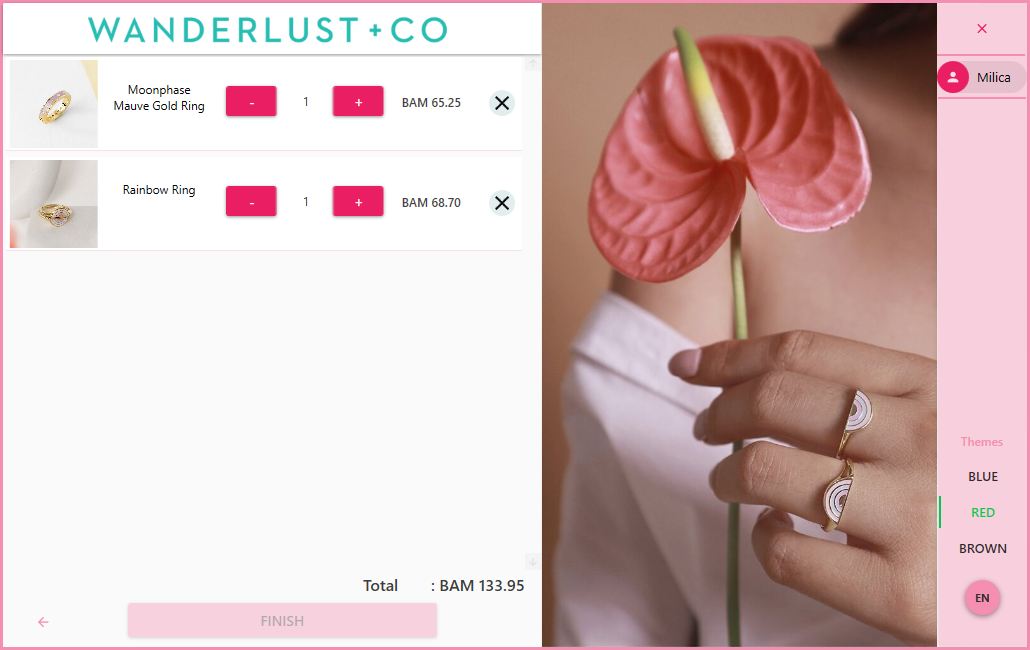 WANDERLUST + CO
Moonphase
Mauve Gold Ring
- 1 + BAM 65.25
Rainbow Ring
- 1 + BAM 68.70
Total : BAM 133.95
FINISH
Milica
Themes
BLUE
RED
BROWN
EN